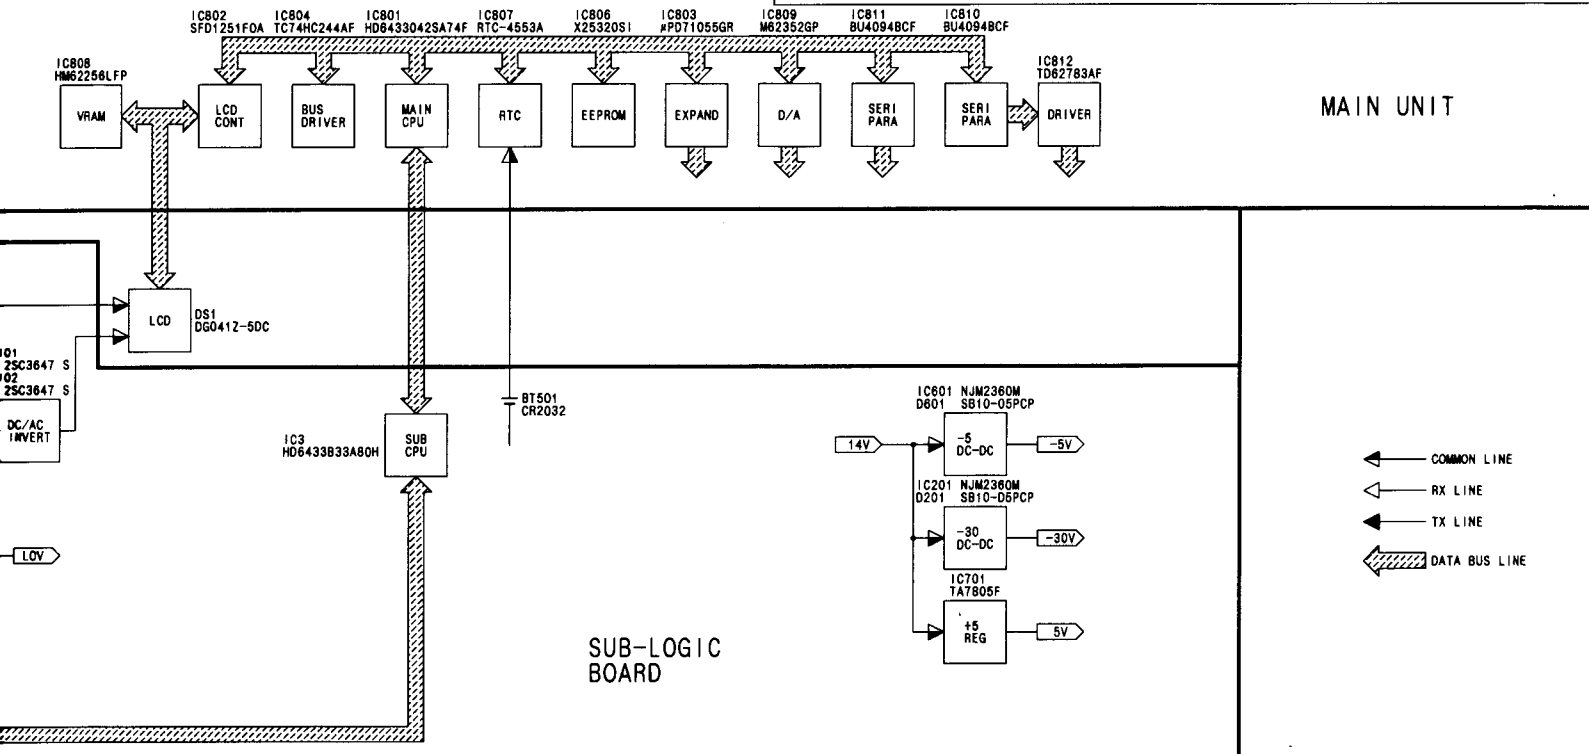 IC802
SFD1251FOA
IC804
TC74HC244AF
IC801
HD6433042SA74F
IC807
RTC-4553A
IC806
X25320SI
IC803
μPD71055GR
IC809
M62352GP
IC811
BU4094BCF
IC810
BU4094BCF
IC808
HM62256LFP
IC812
TD62783AF
VRAM
LCD
CONT
BUS
DRIVER
MAIN
CPU
RTC
EEPROM
EXPAND
D/A
SERI
PARA
SERI
PARA
DRIVER
MAIN UNIT
LCD
DS1
DG0412-5DC
2SC3647 S
2SC3647 S
DC/AC
INVERT
BT501
CR2032
IC3
HD6433B33A80H
SUB
CPU
IC601 NJM2360M
D601 SB10-05PCP
14V
-5
DC-DC
-5V
IC201 NJM2360M
D201 SB10-05PCP
-30
DC-DC
-30V
IC701
TA7805F
+5
REG
5V
LOV
SUB-LOGIC
BOARD
COMMON LINE
RX LINE
TX LINE
DATA BUS LINE